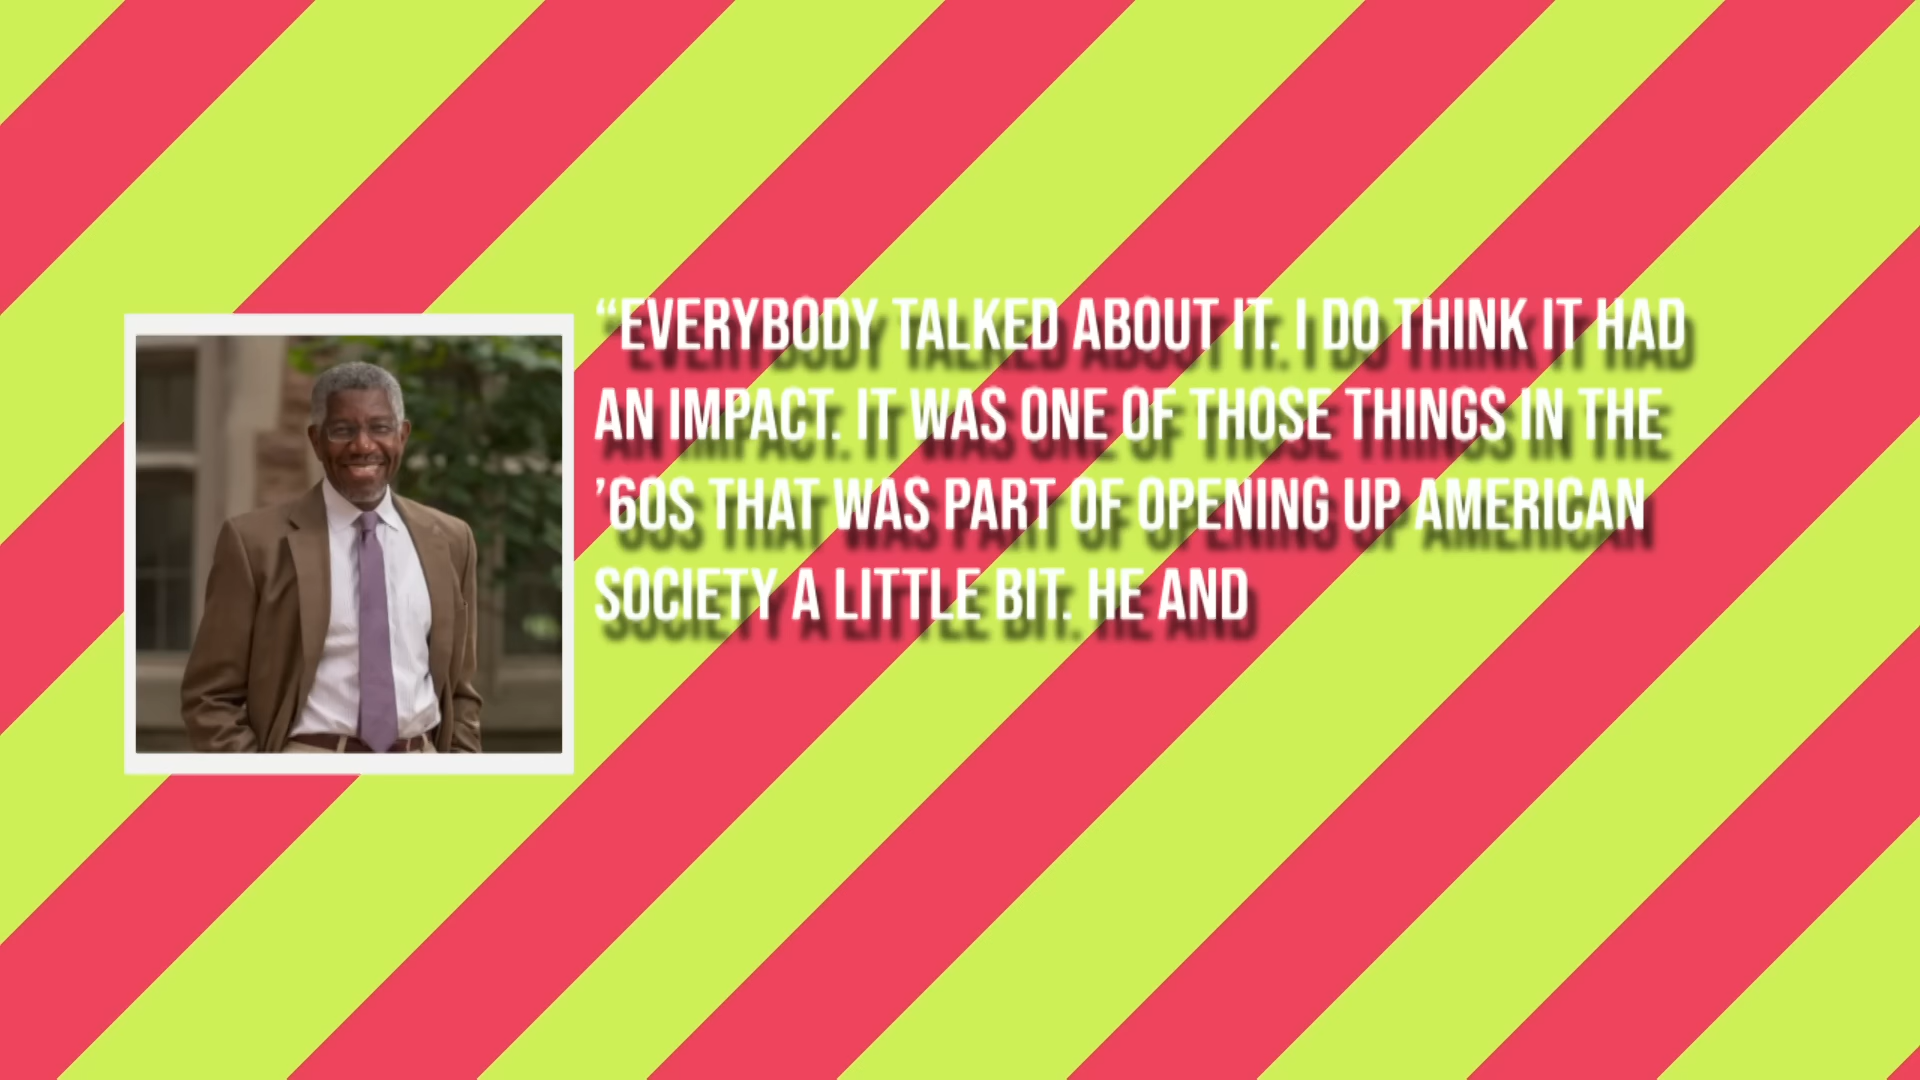 “EVERYBODY TALKED ABOUT IT. I DO THINK IT HAD
AN IMPACT. IT WAS ONE OF THOSE THINGS IN THE
’60S THAT WAS PART OF OPENING UP AMERICAN
SOCIETY A LITTLE BIT. HE AND